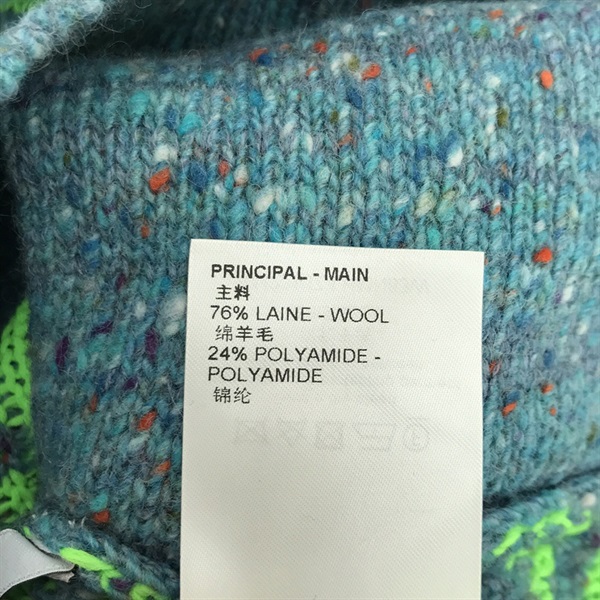 PRINCIPAL - MAIN
主料
76% LAINE - WOOL
绵羊毛
24% POLYAMIDE -
POLYAMIDE
锦纶